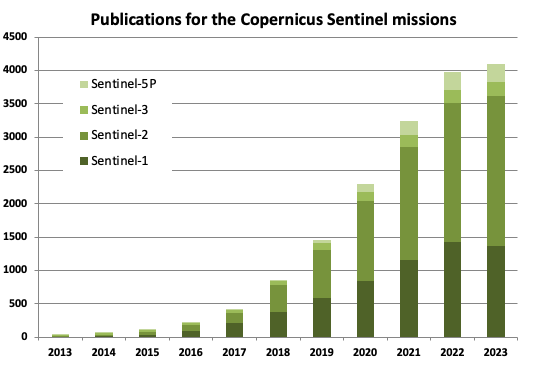 Publications for the Copernicus Sentinel missions
4500
4000
3500
3000
2500
2000
1500
1000
500
0
Sentinel-5P
Sentinel-3
Sentinel-2
Sentinel-1
2013 2014 2015 2016 2017 2018 2019 2020 2021 2022 2023